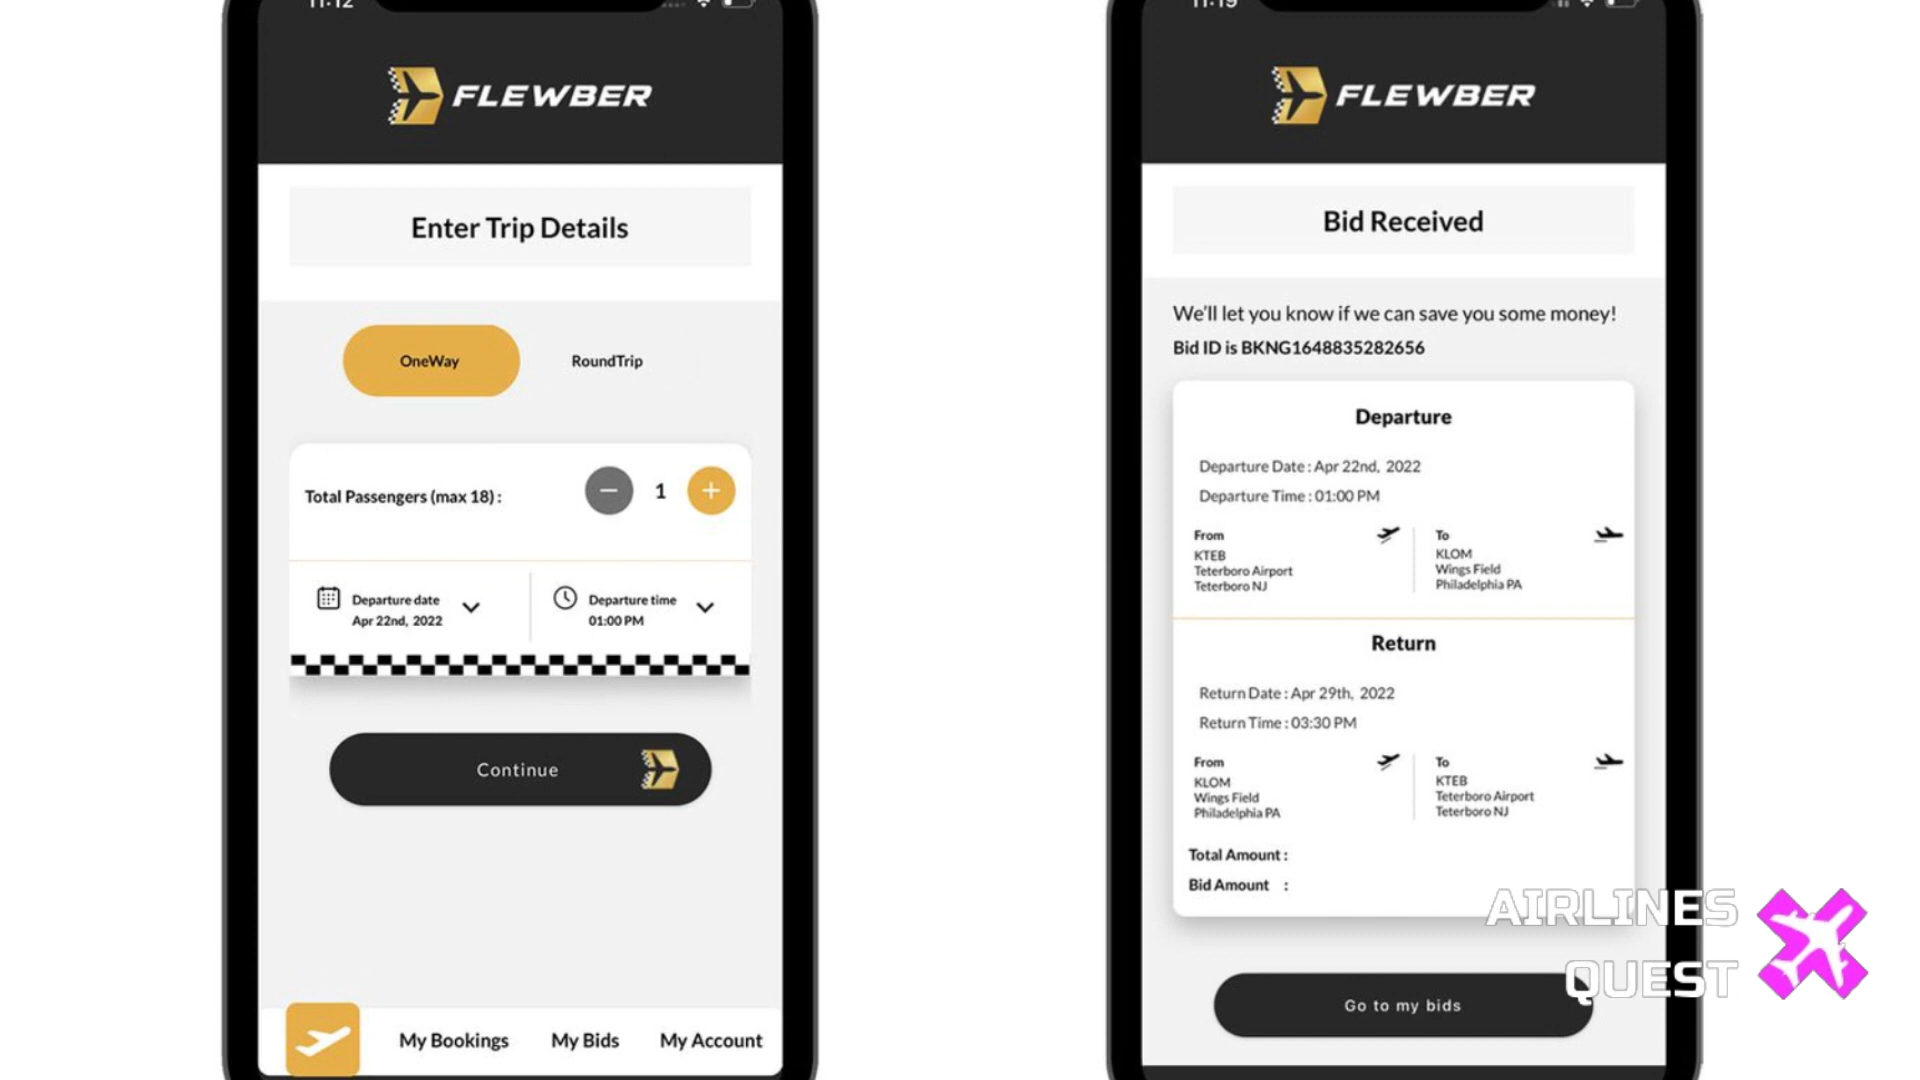 11:12
FLEWBER
Enter Trip Details
OneWay
RoundTrip
Total Passengers (max 18) :
1
Departure date
Apr 22nd, 2022
Departure time
01:00 PM
Continue
My Bookings
My Bids
My Account
11:19
FLEWBER
Bid Received
We'll let you know if we can save you some money!
Bid ID is BKNG1648835282656
Departure
Departure Date : Apr 22nd, 2022
Departure Time : 01:00 PM
From
KTEB
Teterboro Airport
Teterboro NJ
To
KLOM
Wings Field
Philadelphia PA
Return
Return Date : Apr 29th, 2022
Return Time : 03:30 PM
From
KLOM
Wings Field
Philadelphia PA
To
KTEB
Teterboro Airport
Teterboro NJ
Total Amount :
Bid Amount :
Go to my bids
AIRLINES
QUEST